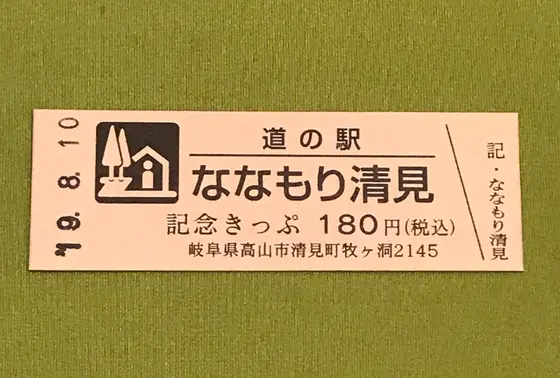 '19.8.10
道の駅
ななもり清見
記念きっぷ 180円(税込)
岐阜県高山市清見町牧ヶ洞2145
記・ななもり清見